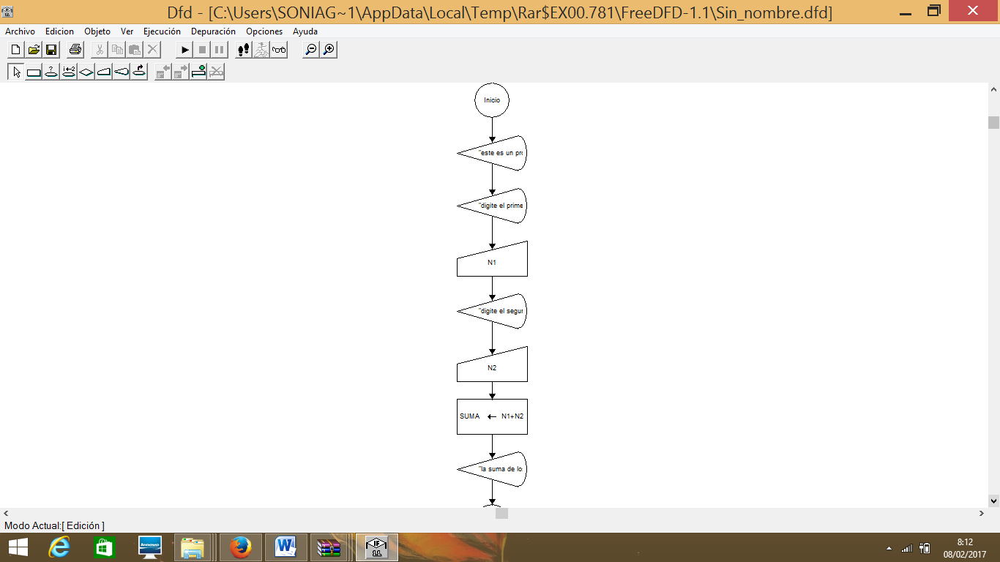 Dfd - [C:\Users\SONIAG~1\AppData\Local\Temp\Rar$EX00.781\FreeDFD-1.1\Sin_nombre.dfd]
Archivo Edicion Objeto Ver Ejecución Depuración Opciones Ayuda
Inicio
"este es un pro
"digite el prime
N1
"digite el segun
N2
SUMA ← N1+N2
"la suma de los
Modo Actual:[ Edición ]
lenovo
8:12
08/02/2017